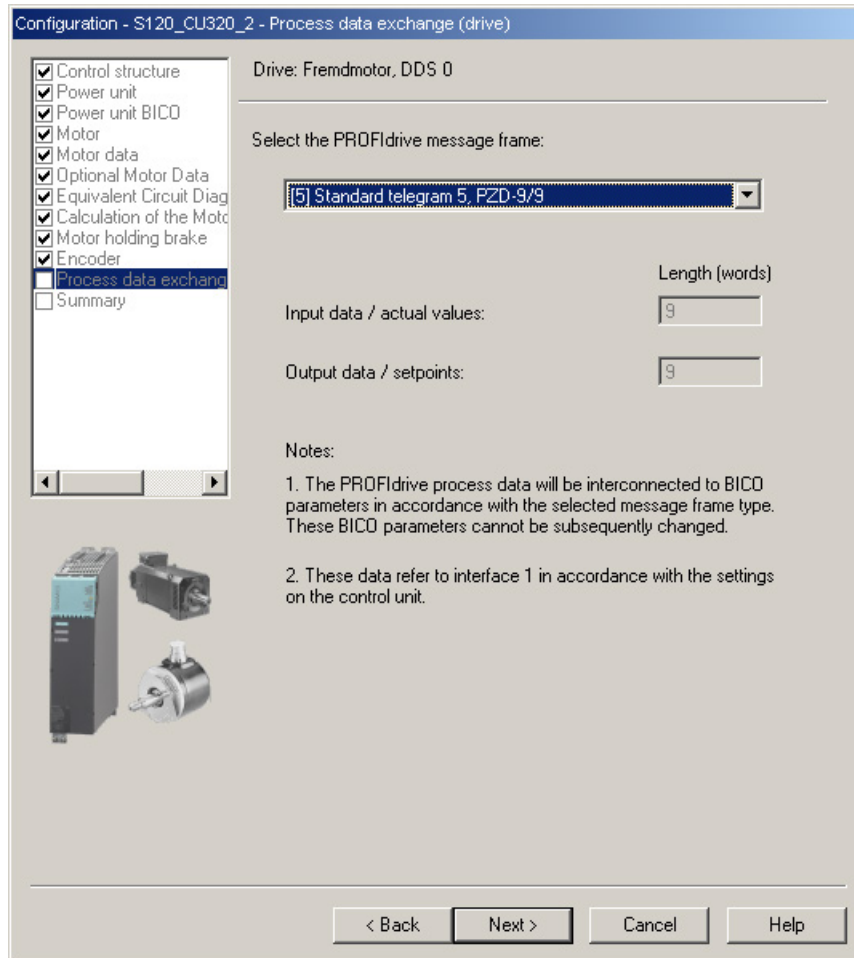 Configuration - S120_CU320_2 - Process data exchange (drive)
Control structure
Power unit
Power unit BICO
Motor
Motor data
Optional Motor Data
Equivalent Circuit Diag
Calculation of the Moto
Motor holding brake
Encoder
Process data exchang
Summary
Drive: Fremdmotor, DDS 0
Select the PROFIdrive message frame:
[5] Standard telegram 5, PZD-9/9
Length (words)
Input data / actual values:
9
Output data / setpoints:
9
Notes:
1. The PROFIdrive process data will be interconnected to BICO
parameters in accordance with the selected message frame type.
These BICO parameters cannot be subsequently changed.
2. These data refer to interface 1 in accordance with the settings
on the control unit.
< Back
Next >
Cancel
Help